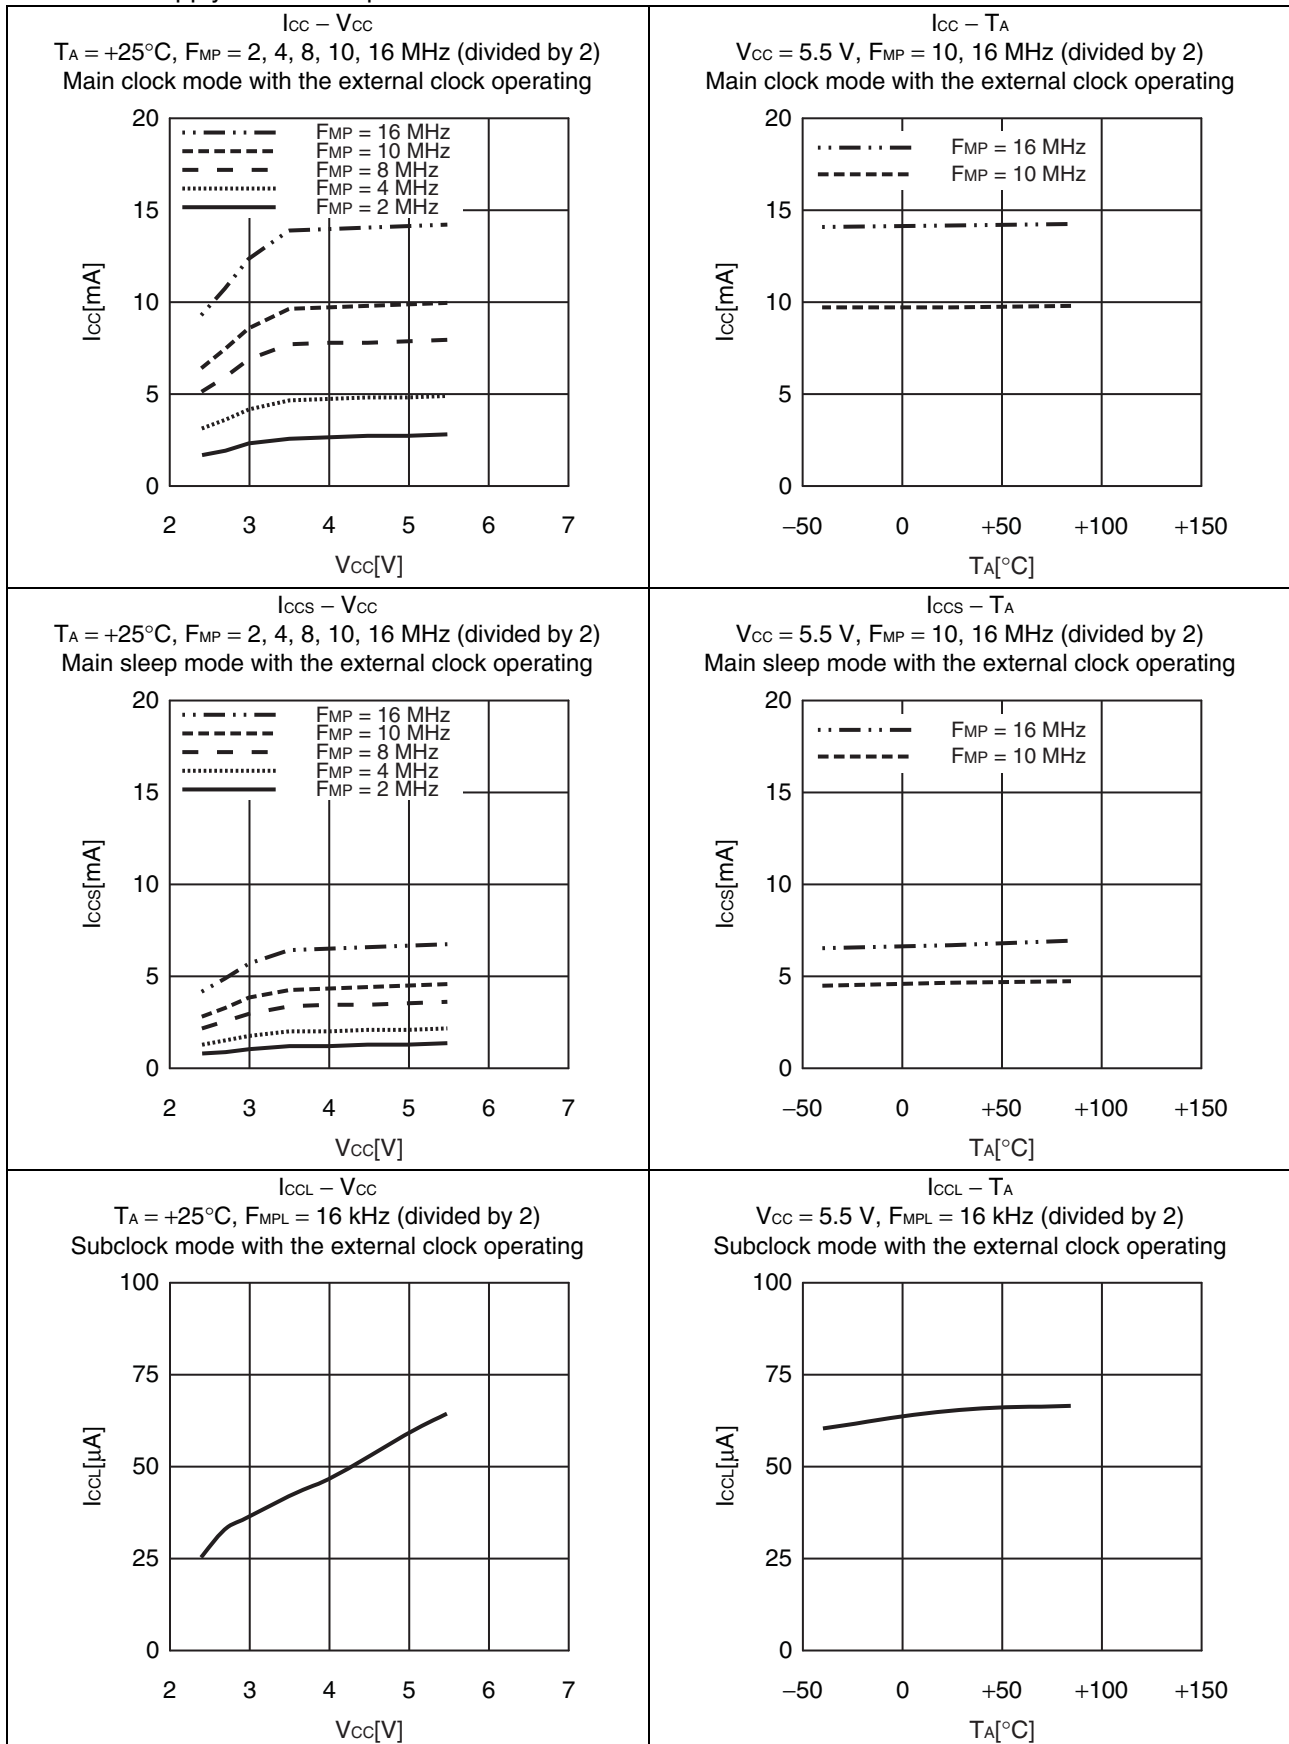 ICC – VCC
TA = +25°C, FMP = 2, 4, 8, 10, 16 MHz (divided by 2)
Main clock mode with the external clock operating
20
15
10
5
0
ICC[mA]
FMP = 16 MHz
FMP = 10 MHz
FMP = 8 MHz
FMP = 4 MHz
FMP = 2 MHz
2 3 4 5 6 7
VCC[V]
ICC – TA
VCC = 5.5 V, FMP = 10, 16 MHz (divided by 2)
Main clock mode with the external clock operating
20
15
10
5
0
ICC[mA]
FMP = 16 MHz
FMP = 10 MHz
−50 0 +50 +100 +150
TA[°C]
ICCS – VCC
TA = +25°C, FMP = 2, 4, 8, 10, 16 MHz (divided by 2)
Main sleep mode with the external clock operating
20
15
10
5
0
ICCS[mA]
FMP = 16 MHz
FMP = 10 MHz
FMP = 8 MHz
FMP = 4 MHz
FMP = 2 MHz
2 3 4 5 6 7
VCC[V]
ICCS – TA
VCC = 5.5 V, FMP = 10, 16 MHz (divided by 2)
Main sleep mode with the external clock operating
20
15
10
5
0
ICCS[mA]
FMP = 16 MHz
FMP = 10 MHz
−50 0 +50 +100 +150
TA[°C]
ICCL – VCC
TA = +25°C, FMPL = 16 kHz (divided by 2)
Subclock mode with the external clock operating
100
75
50
25
0
ICCL[µA]
2 3 4 5 6 7
VCC[V]
ICCL – TA
VCC = 5.5 V, FMPL = 16 kHz (divided by 2)
Subclock mode with the external clock operating
100
75
50
25
0
ICCL[µA]
−50 0 +50 +100 +150
TA[°C]